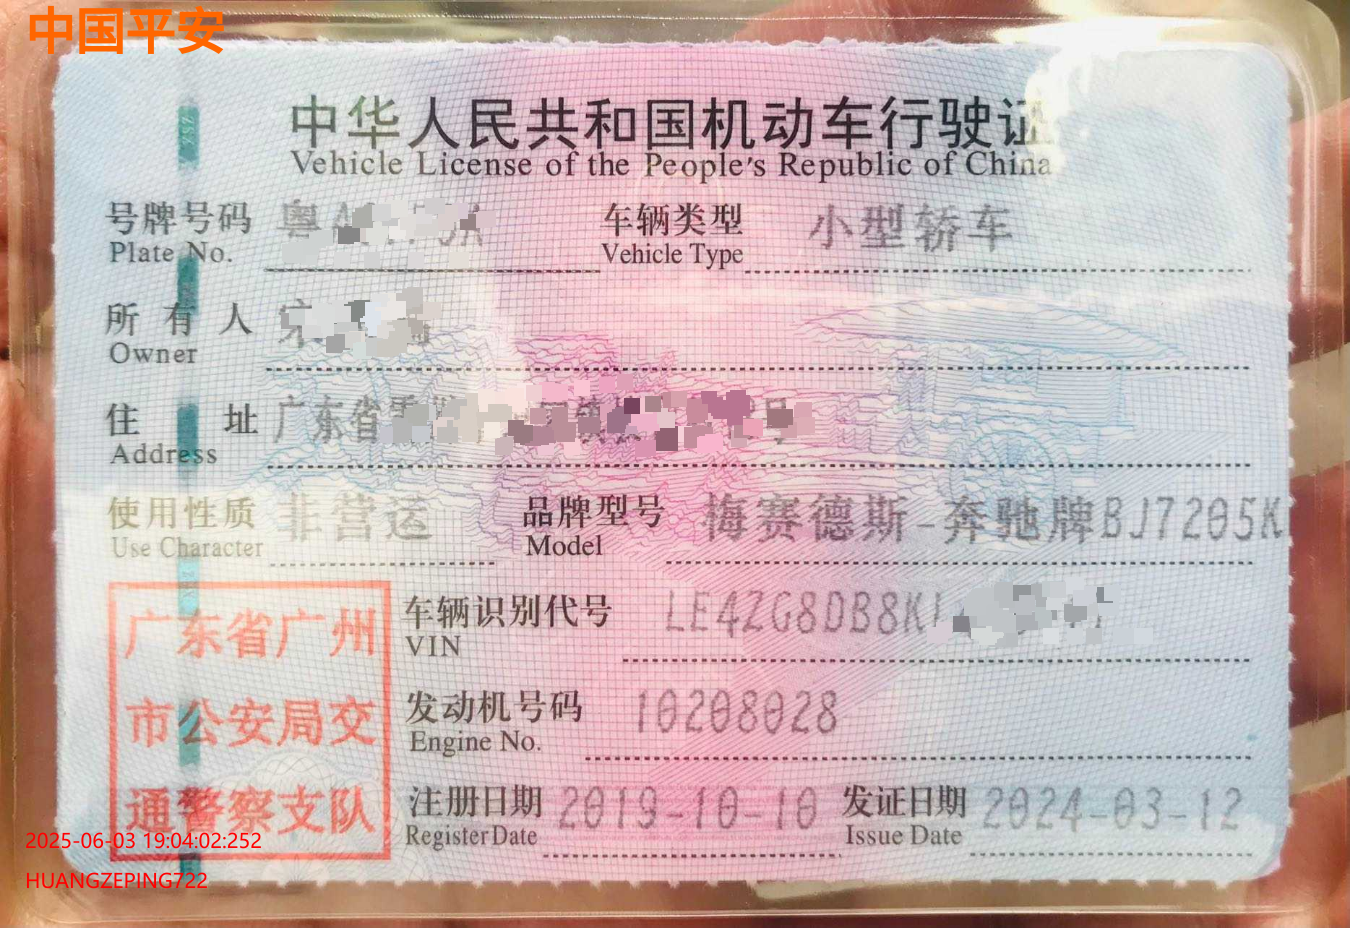 中国平安
中华人民共和国机动车行驶证
Vehicle License of the People's Republic of China
号牌号码 粤A 车辆类型 小型轿车
Plate No. Vehicle Type
所有人
Owner
住址 广东省
Address
使用性质 非营运 品牌型号 梅赛德斯-奔驰牌BJ7205K
Use Character Model
车辆识别代号 LE4ZG8DB8K
VIN
发动机号码 10208028
Engine No.
注册日期 2019-10-10 发证日期 2024-03-12
Register Date Issue Date
广东省广州
市公安局交
通警察支队
2025-06-03 19:04:02:252
HUANGZEPING722